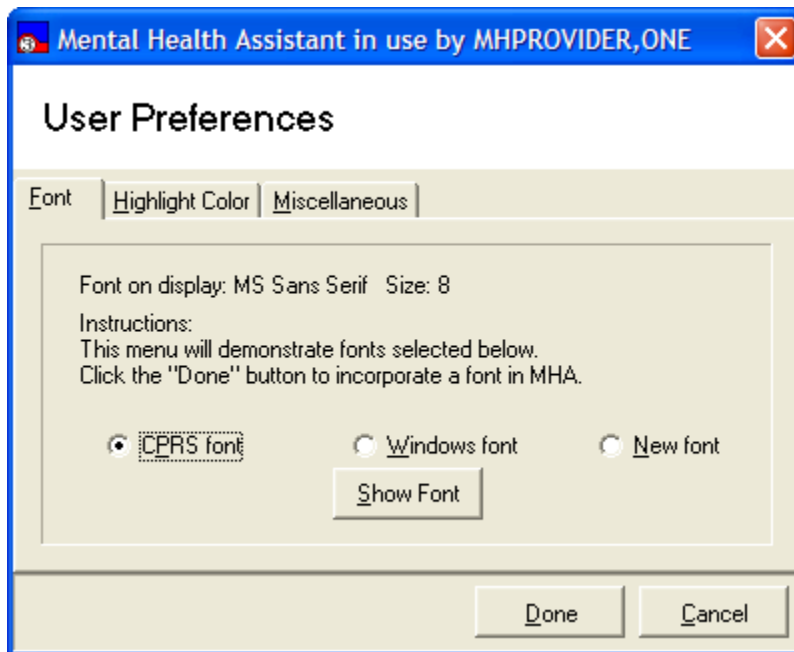 Mental Health Assistant in use by MHPROVIDER,ONE
User Preferences
Font
Highlight Color
Miscellaneous
Font on display: MS Sans Serif Size: 8
Instructions:
This menu will demonstrate fonts selected below.
Click the "Done" button to incorporate a font in MHA.
CPRS font
Windows font
New font
Show Font
Done
Cancel